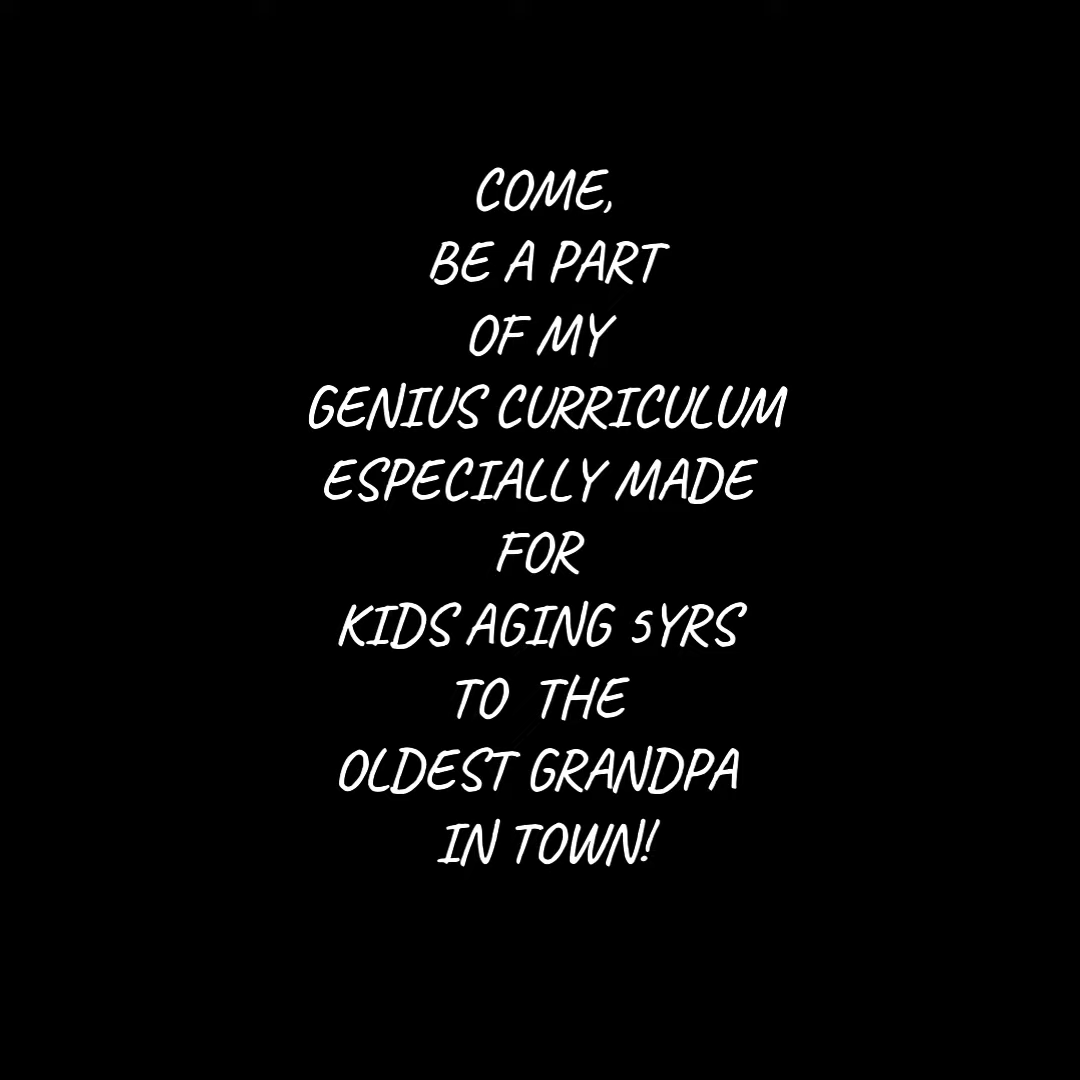 COME,
BE A PART
OF MY
GENIUS CURRICULUM
ESPECIALLY MADE
FOR
KIDS AGING 5YRS
TO THE
OLDEST GRANDPA
IN TOWN!